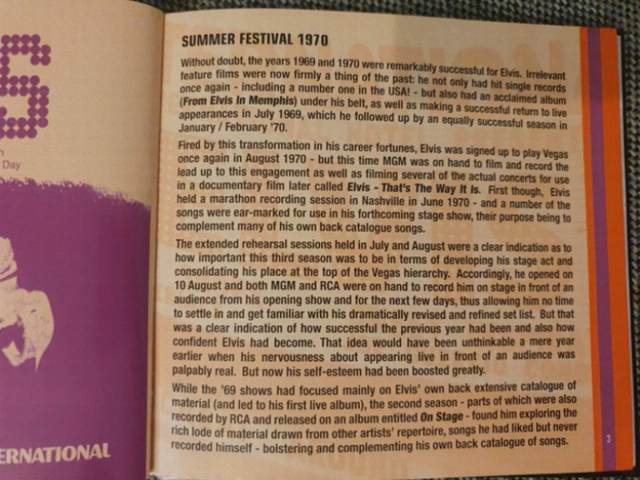 SUMMER FESTIVAL 1970
Without doubt, the years 1969 and 1970 were remarkably successful for Elvis. Irrelevant
feature films were now firmly a thing of the past: he not only had hit single records
once again - including a number one in the USA! - but also had an acclaimed album
(From Elvis In Memphis) under his belt, as well as making a successful return to live
appearances in July 1969, which he followed up by an equally successful season in
January / February '70.
Fired by this transformation in his career fortunes, Elvis was signed up to play Vegas
once again in August 1970 - but this time MGM was on hand to film and record the
lead up to this engagement as well as filming several of the actual concerts for use
in a documentary film later called Elvis - That's The Way It Is. First though, Elvis
held a marathon recording session in Nashville in June 1970 - and a number of the
songs were ear-marked for use in his forthcoming stage show, their purpose being to
complement many of his own back catalogue songs.
The extended rehearsal sessions held in July and August were a clear indication as to
how important this third season was to be in terms of developing his stage act and
consolidating his place at the top of the Vegas hierarchy. Accordingly, he opened on
10 August and both MGM and RCA were on hand to record him on stage in front of an
audience from his opening show and for the next few days, thus allowing him no time
to settle in and get familiar with his dramatically revised and refined set list. But that
was a clear indication of how successful the previous year had been and also how
confident Elvis had become. That idea would have been unthinkable a mere year
earlier when his nervousness about appearing live in front of an audience was
palpably real. But now his self-esteem had been boosted greatly.
While the '69 shows had focused mainly on Elvis' own back extensive catalogue of
material (and led to his first live album), the second season - parts of which were also
recorded by RCA and released on an album entitled On Stage - found him exploring the
rich lode of material drawn from other artists' repertoire, songs he had liked but never
recorded himself - bolstering and complementing his own back catalogue of songs.
3
S
n
Day
ERNATIONAL